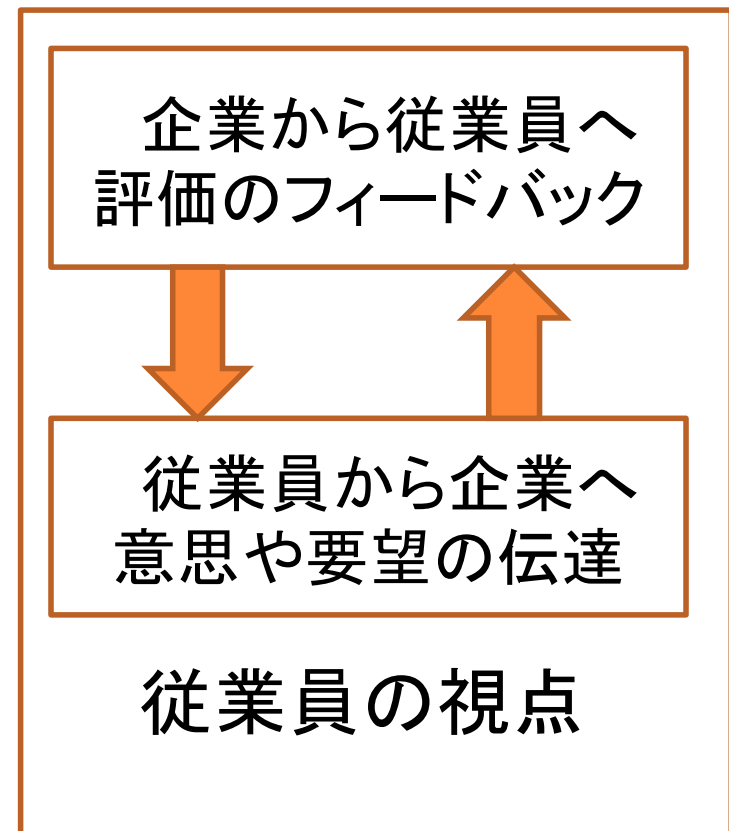 企業から従業員へ
評価のフィードバック
従業員から企業へ
意思や要望の伝達
従業員の視点